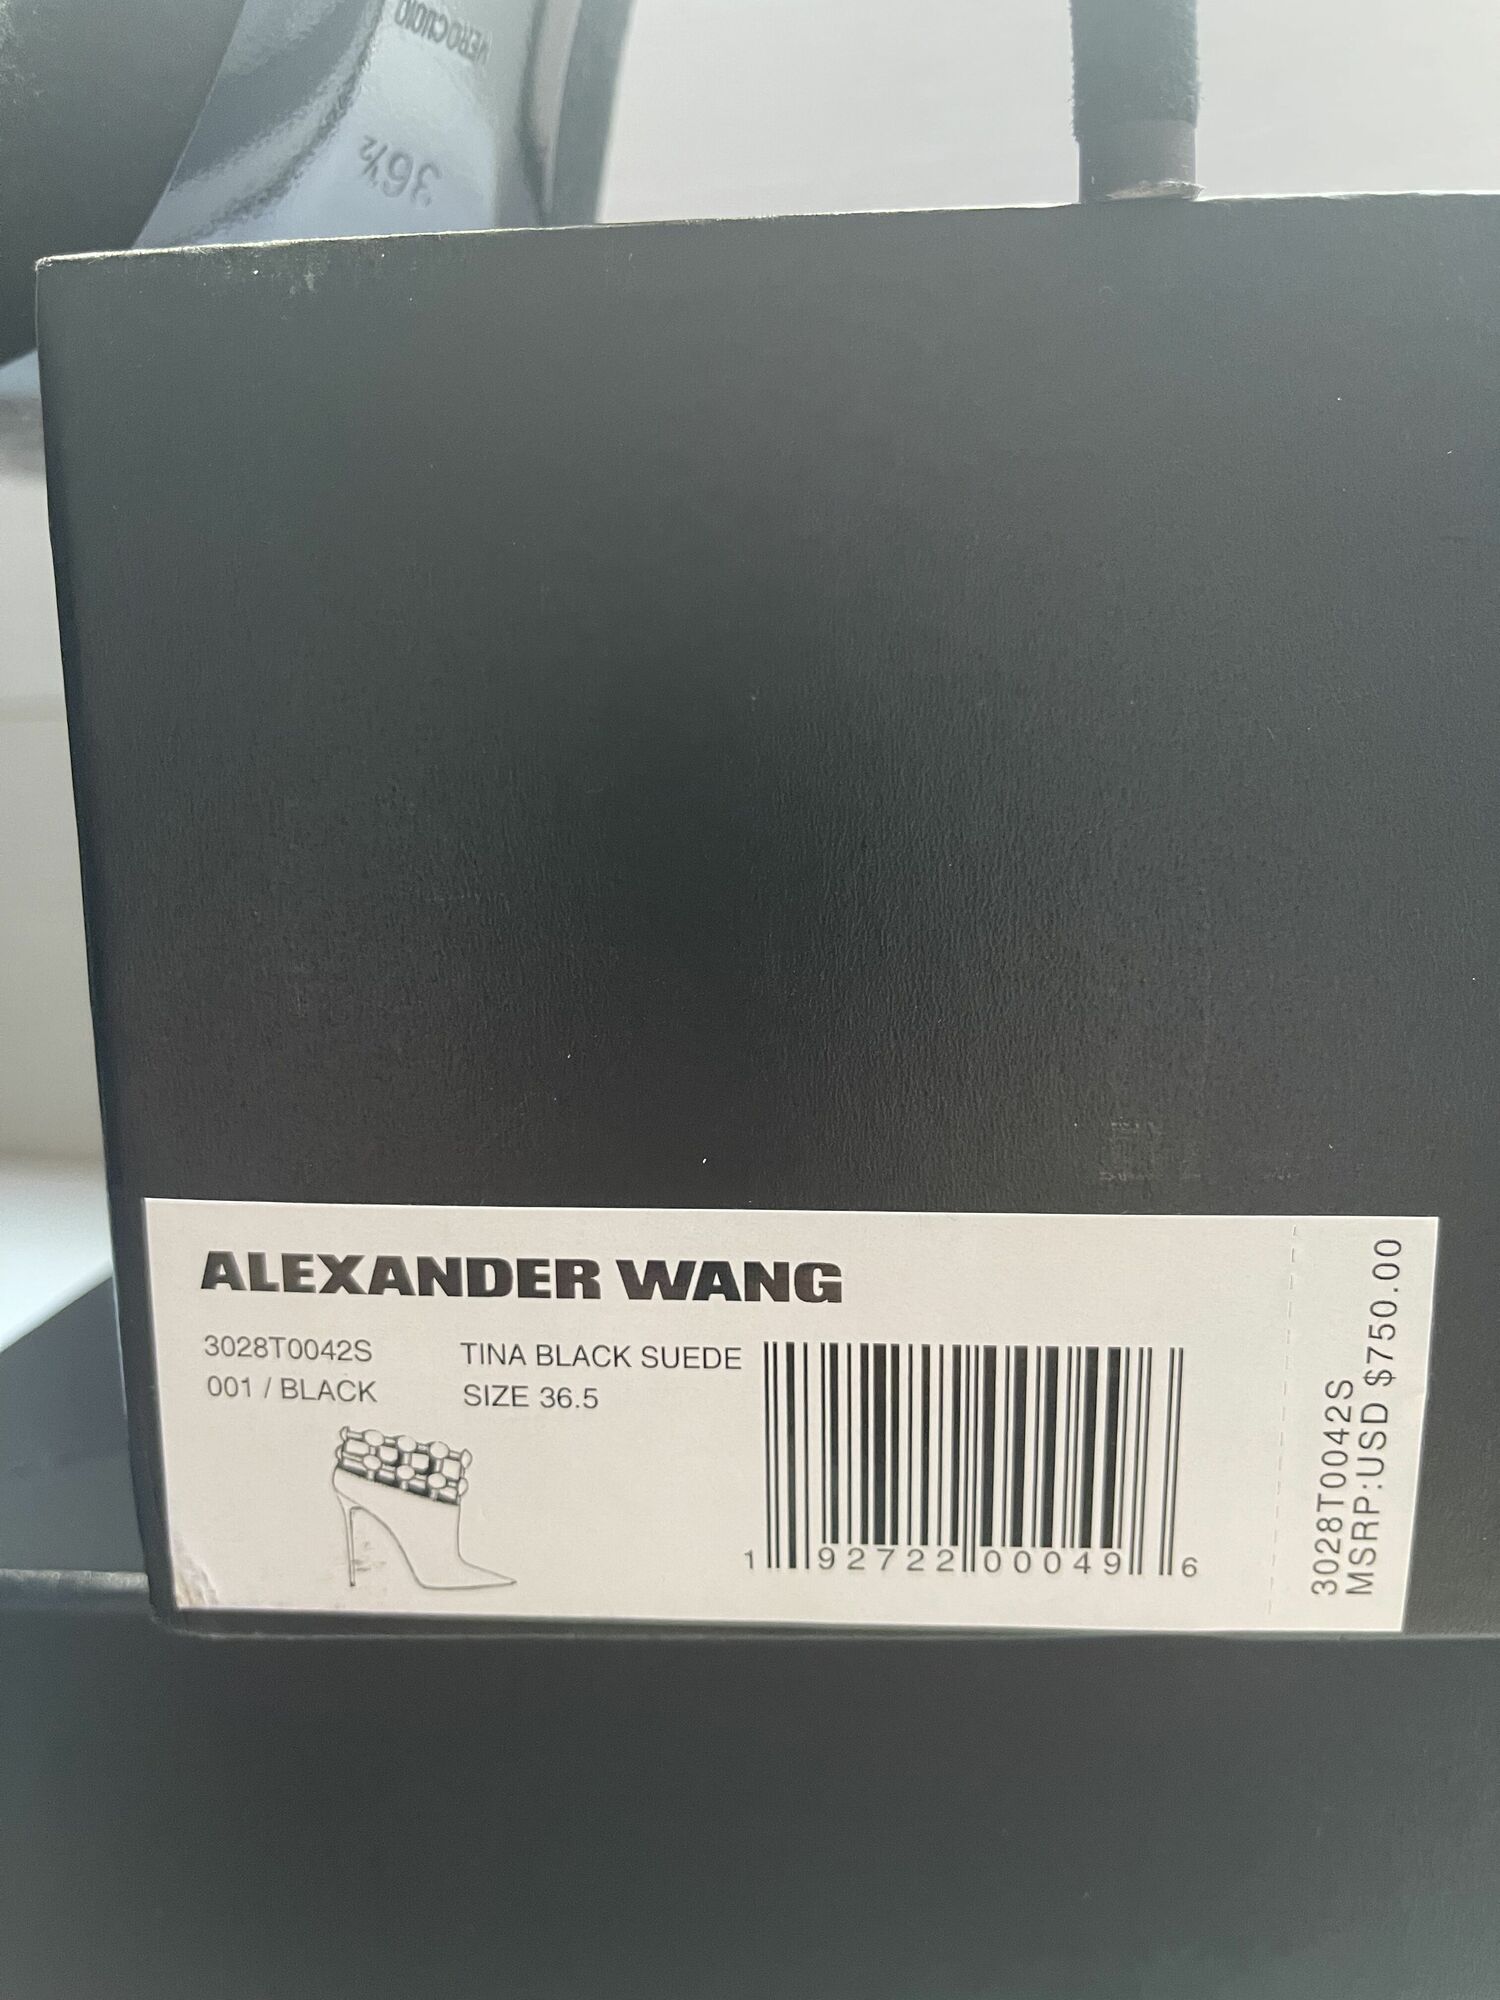 VERO CUOIO
36½
ALEXANDER WANG
3028T0042S
001 / BLACK
TINA BLACK SUEDE
SIZE 36.5
1 92722 00049 6
3028T0042S
MSRP:USD $750.00